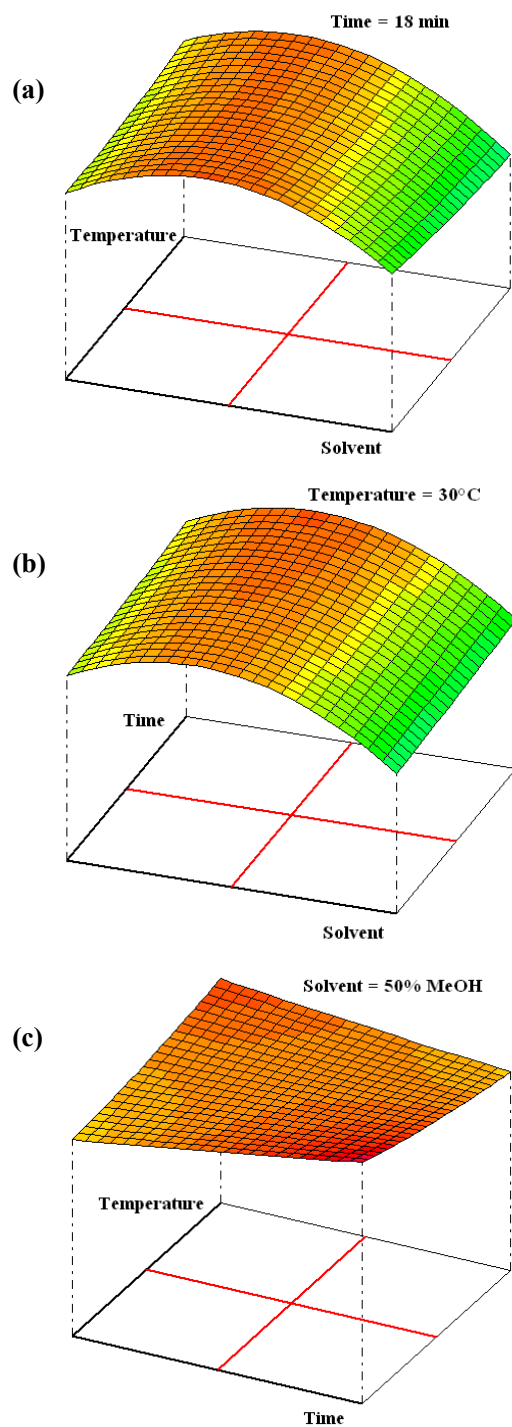 Time = 18 min
(a)
Temperature
Solvent
Temperature = 30°C
(b)
Time
Solvent
Solvent = 50% MeOH
(c)
Temperature
Time